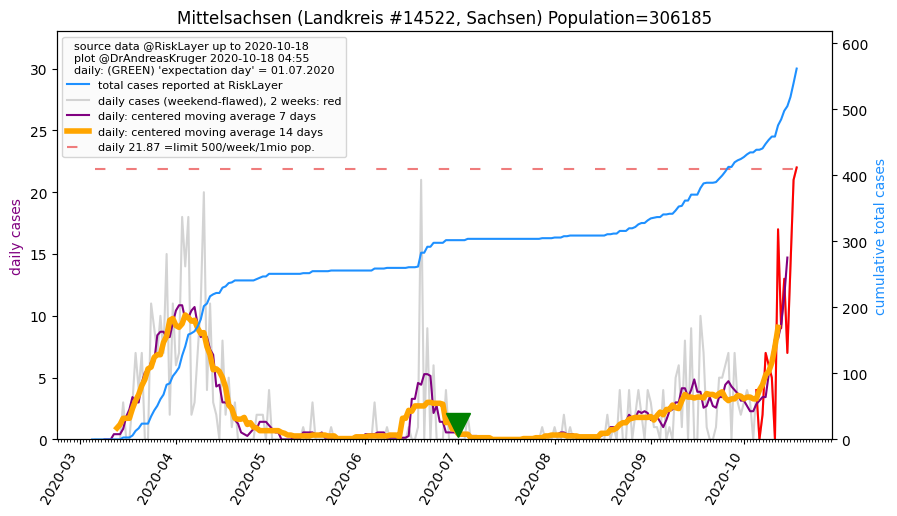 Mittelsachsen (Landkreis #14522, Sachsen) Population=306185
source data @RiskLayer up to 2020-10-18
plot @DrAndreasKruger 2020-10-18 04:55
daily: (GREEN) 'expectation day' = 01.07.2020
total cases reported at RiskLayer
daily cases (weekend-flawed), 2 weeks: red
daily: centered moving average 7 days
daily: centered moving average 14 days
daily 21.87 =limit 500/week/1mio pop.
daily cases
30
25
20
15
10
5
0
cumulative total cases
600
500
400
300
200
100
0
2020-03
2020-04
2020-05
2020-06
2020-07
2020-08
2020-09
2020-10